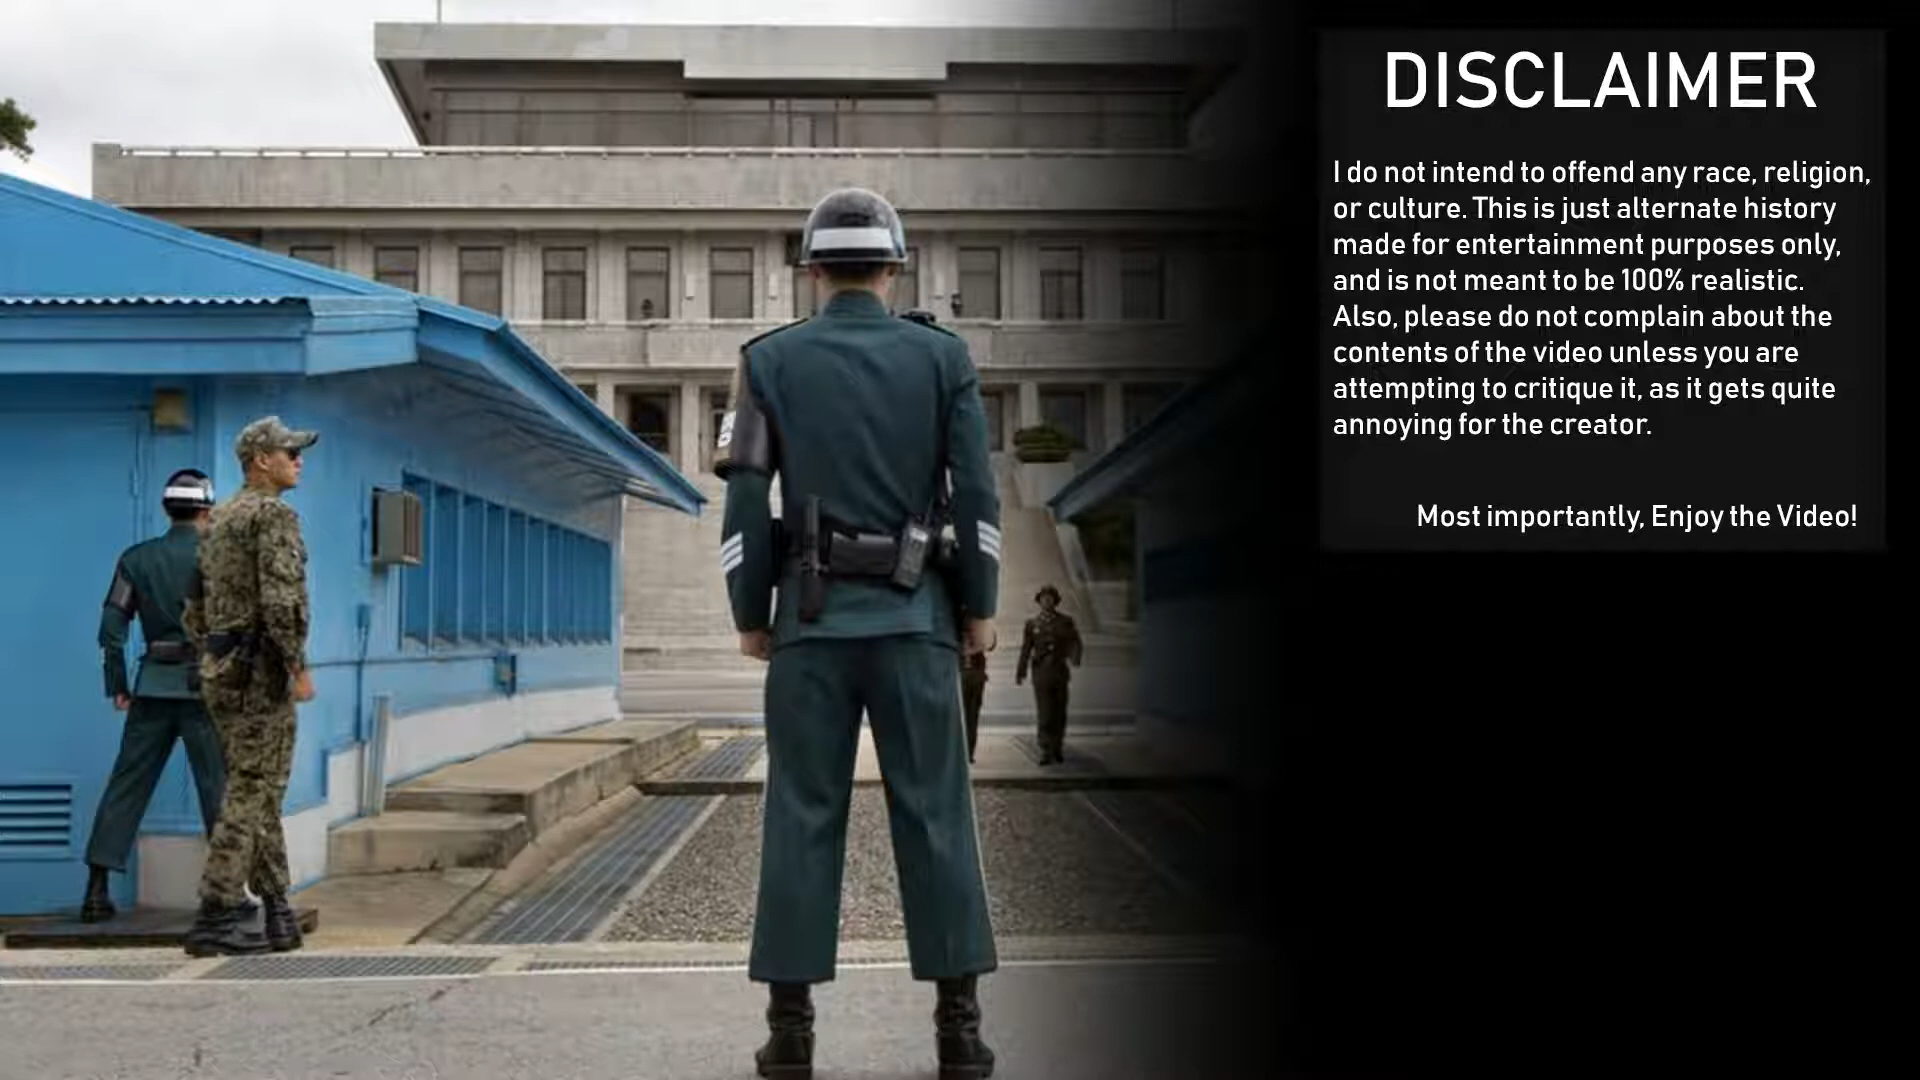 DISCLAIMER
I do not intend to offend any race, religion,
or culture. This is just alternate history
made for entertainment purposes only,
and is not meant to be 100% realistic.
Also, please do not complain about the
contents of the video unless you are
attempting to critique it, as it gets quite
annoying for the creator.
Most importantly, Enjoy the Video!